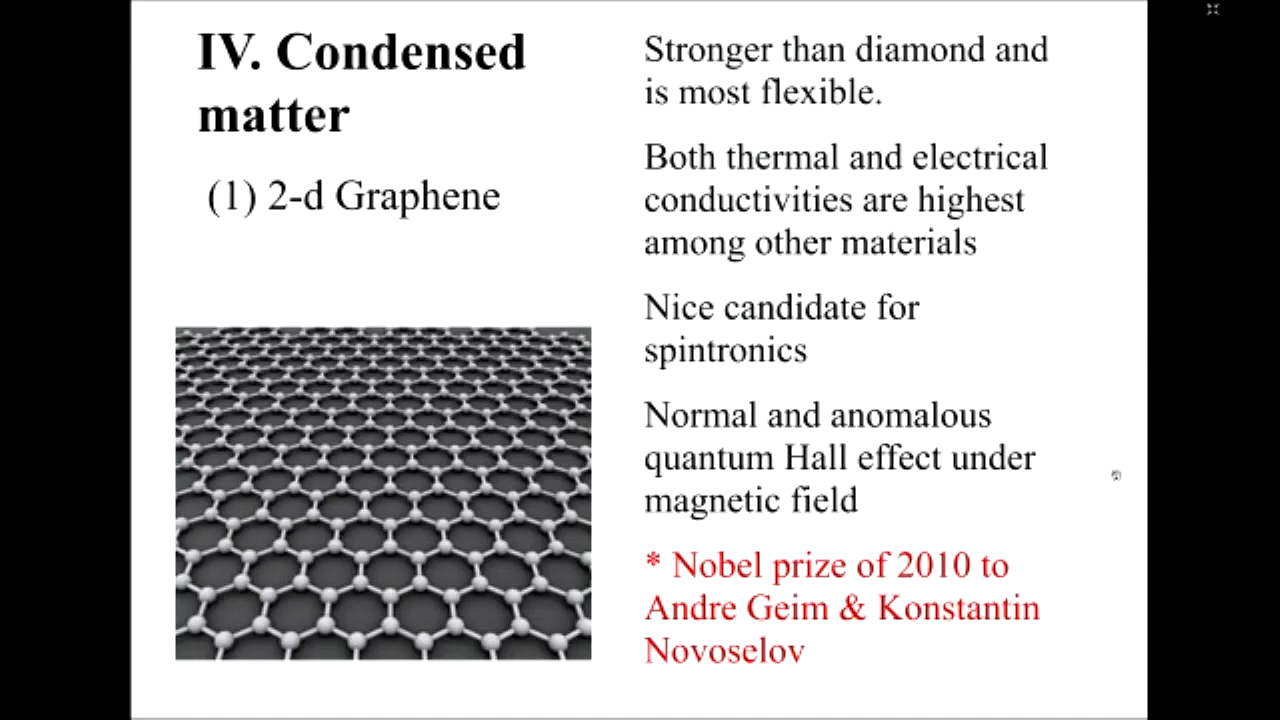 IV. Condensed
matter
(1) 2-d Graphene
Stronger than diamond and
is most flexible.
Both thermal and electrical
conductivities are highest
among other materials
Nice candidate for
spintronics
Normal and anomalous
quantum Hall effect under
magnetic field
* Nobel prize of 2010 to
Andre Geim & Konstantin
Novoselov